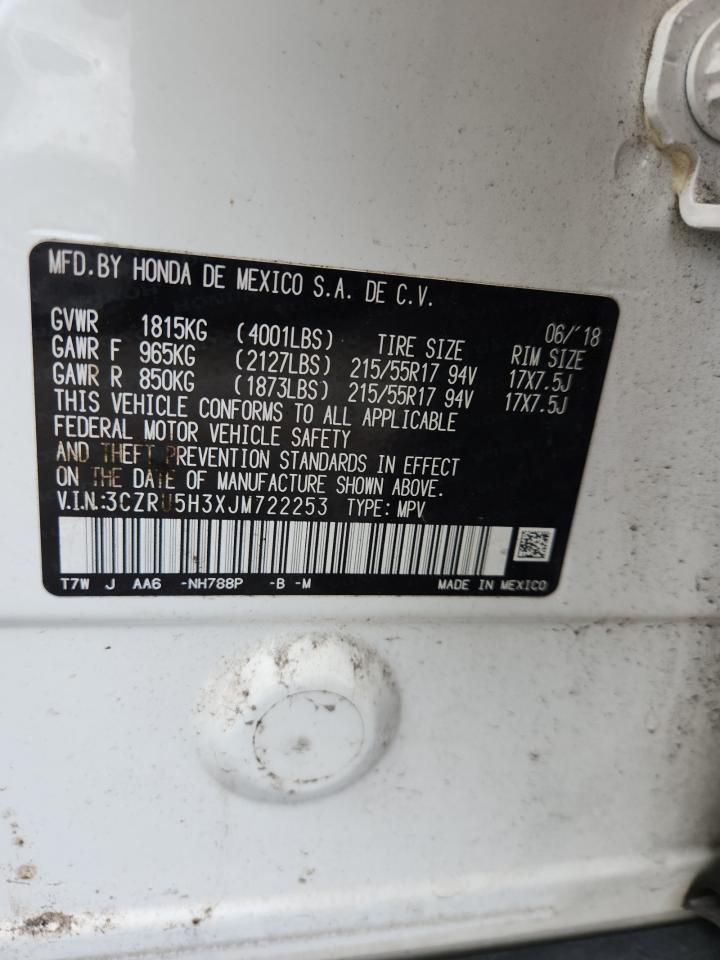 MFD.BY HONDA DE MEXICO S.A. DE C.V.
06/'18
GVWR 1815KG (4001LBS) TIRE SIZE RIM SIZE
GAWR F 965KG (2127LBS) 215/55R17 94V 17X7.5J
GAWR R 850KG (1873LBS) 215/55R17 94V 17X7.5J
THIS VEHICLE CONFORMS TO ALL APPLICABLE
FEDERAL MOTOR VEHICLE SAFETY
AND THEFT PREVENTION STANDARDS IN EFFECT
ON THE DATE OF MANUFACTURE SHOWN ABOVE.
V.I.N:3CZRU5H3XJM722253 TYPE: MPV
T7W J AA6 -NH788P -B -M MADE IN MEXICO